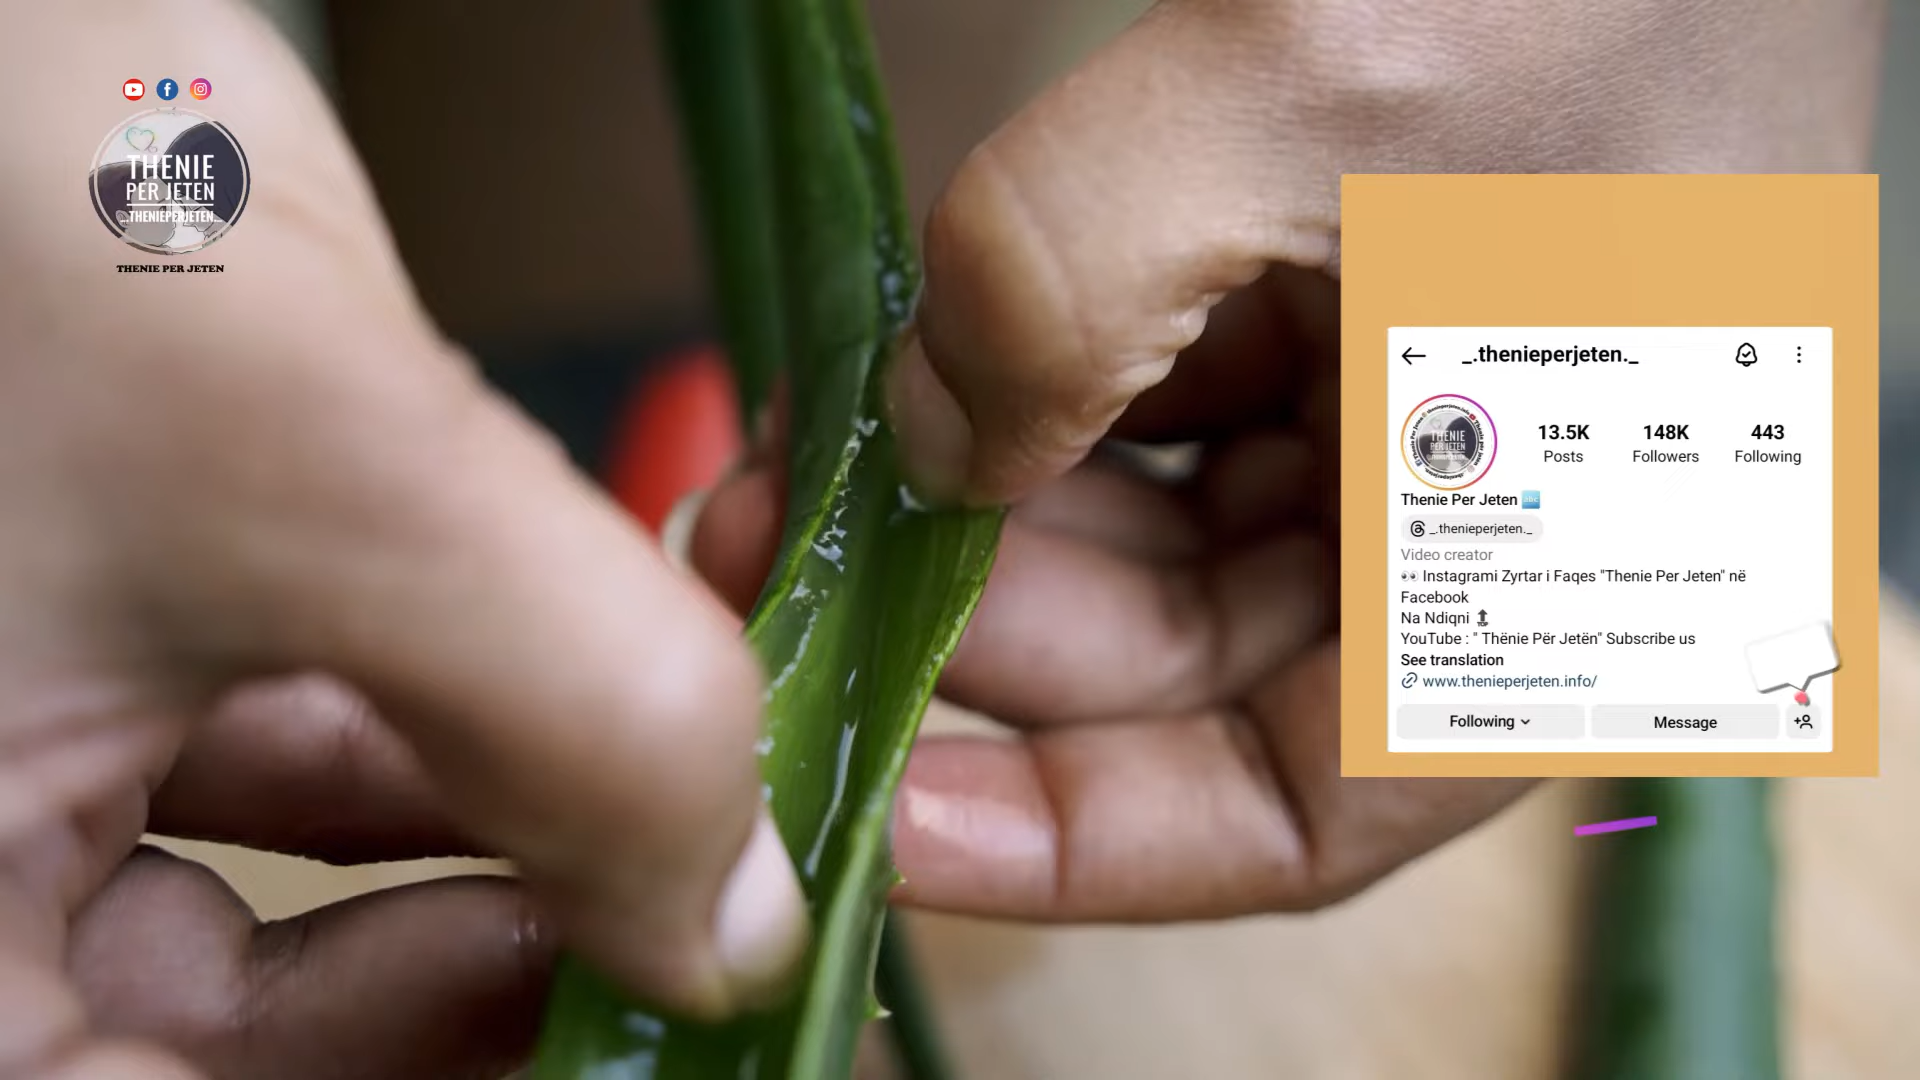 THENIE
PER JETEN
_.THENIEPERJETEN._
THENIE PER JETEN
_.thenieperjeten._
THENIE
PER JETEN
13.5K
148K
443
Posts
Followers
Following
Thenie Per Jeten
_.thenieperjeten._
Video creator
👀 Instagrami Zyrtar i Faqes "Thenie Per Jeten" në
Facebook
Na Ndiqni 🔝
YouTube : " Thënie Për Jetën" Subscribe us
See translation
www.thenieperjeten.info/
Following
Message